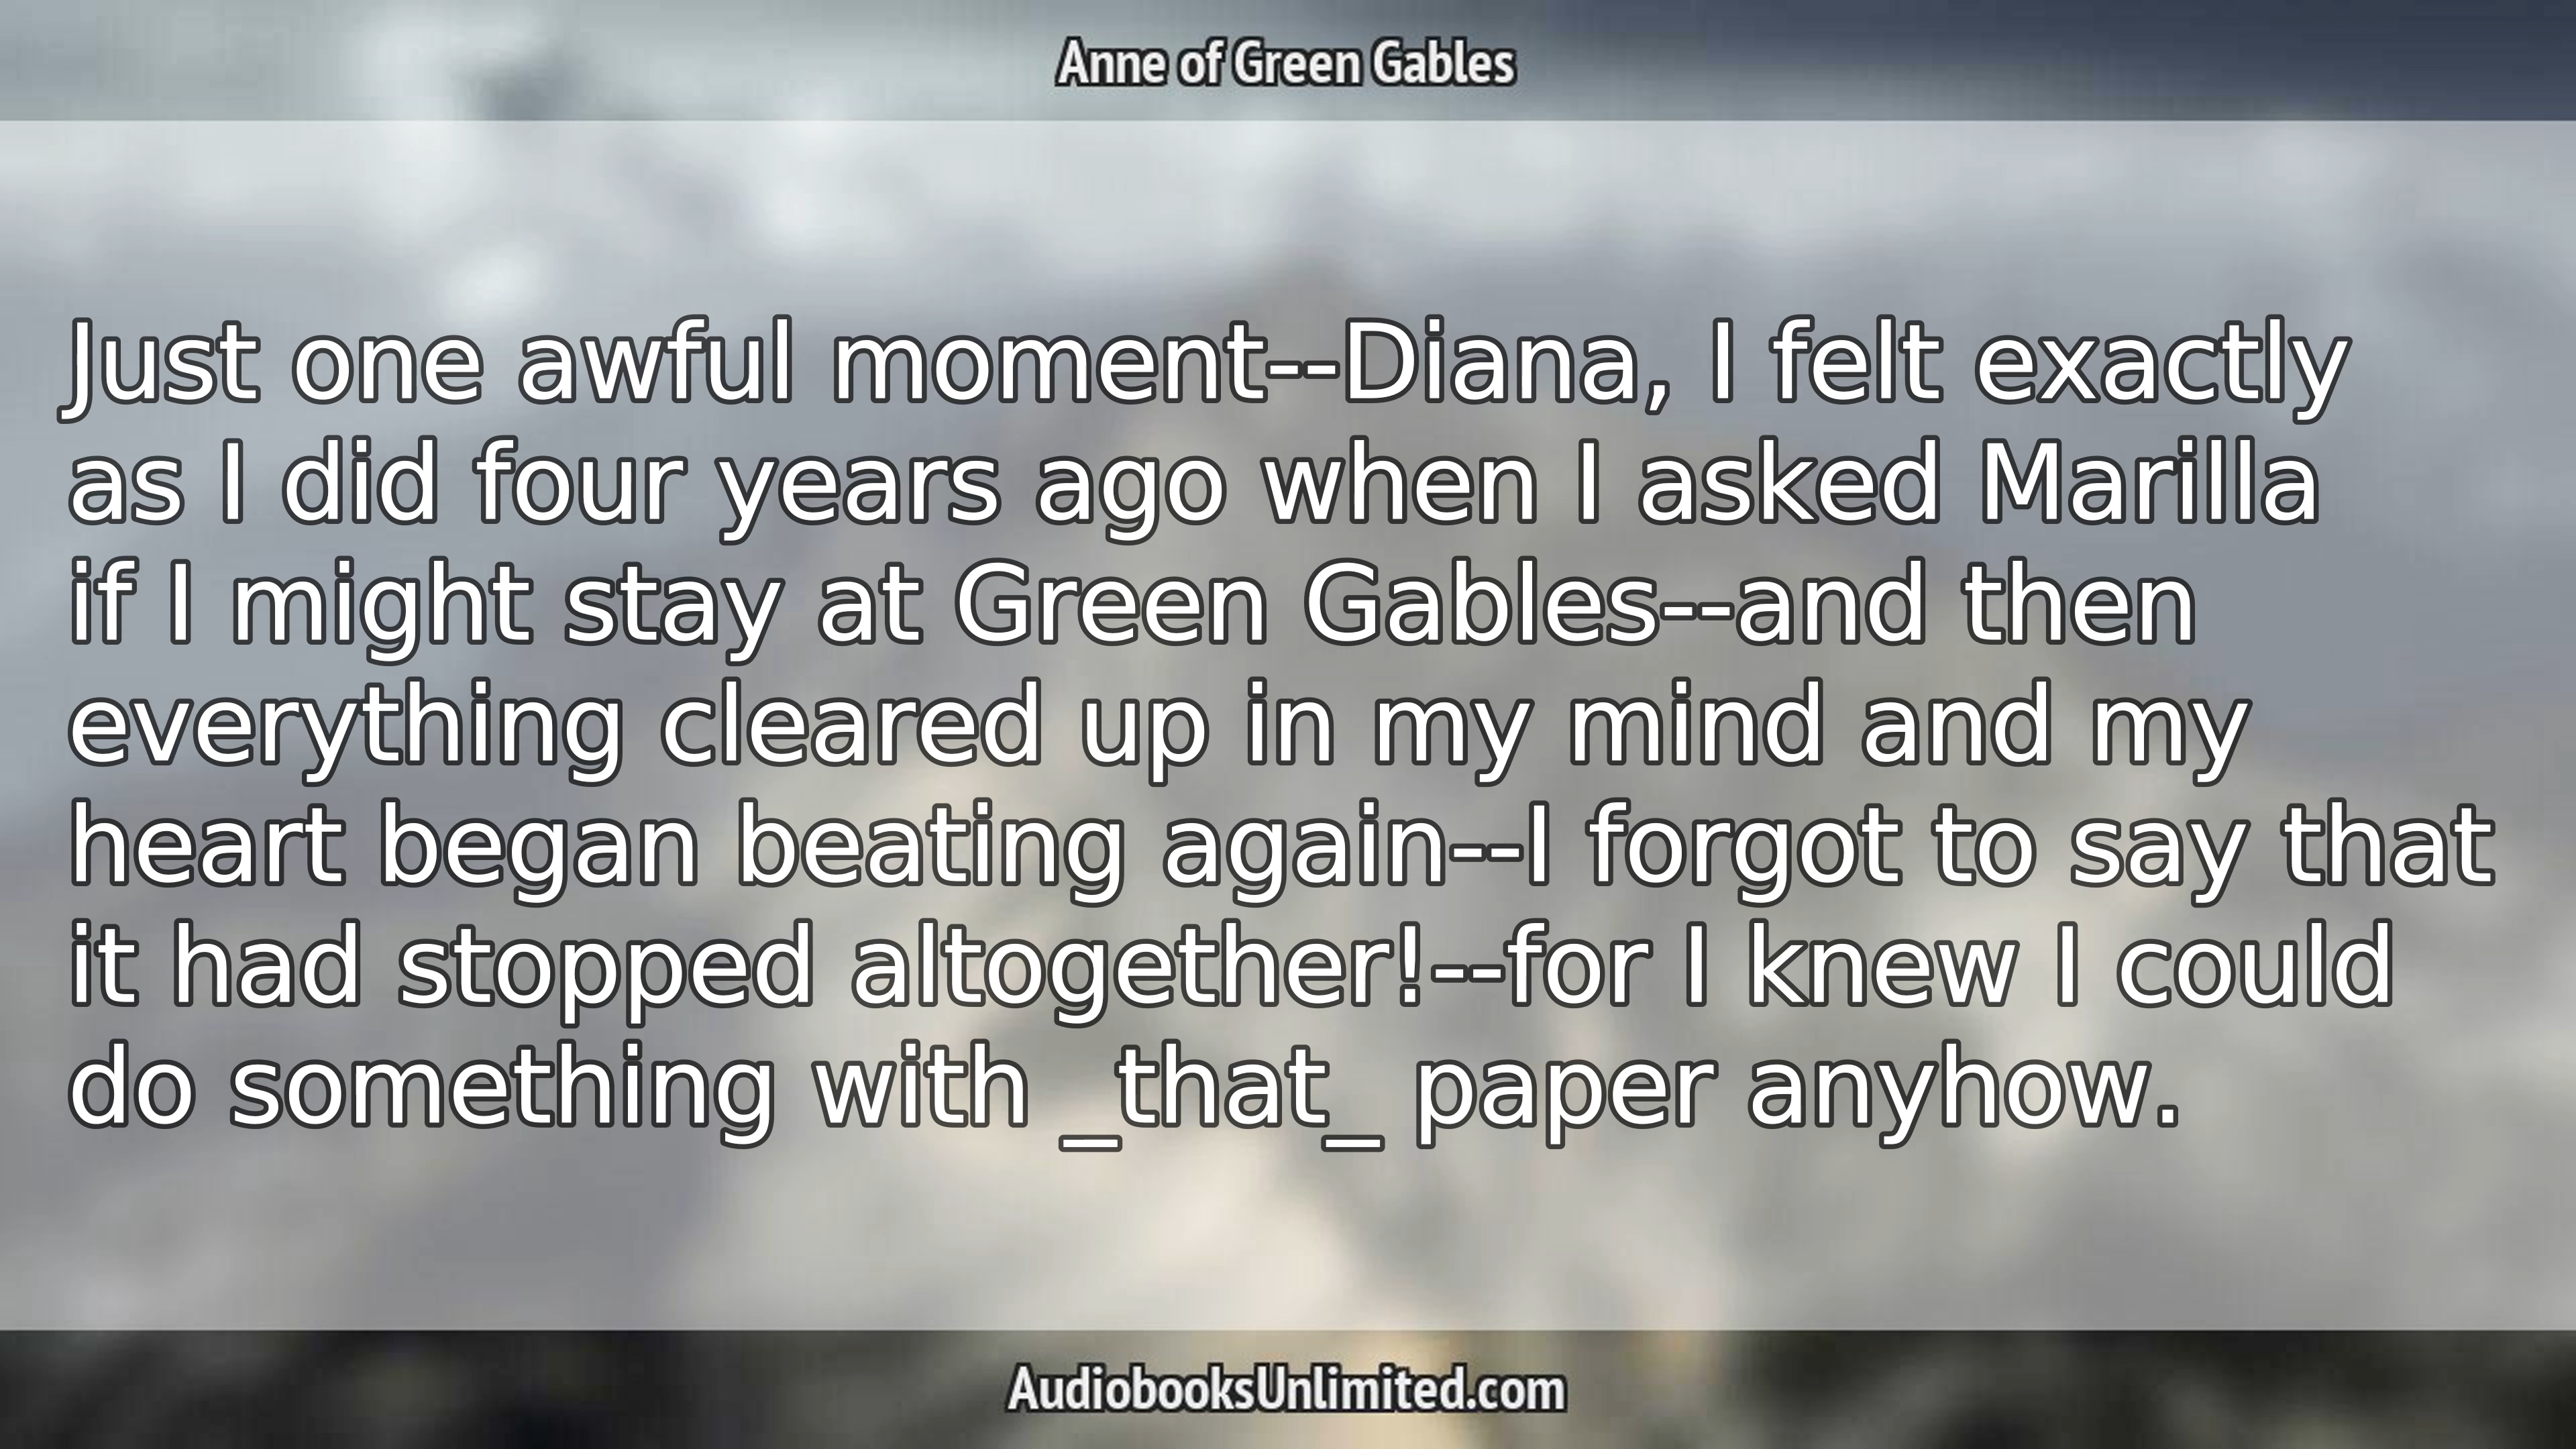 Anne of Green Gables
Just one awful moment--Diana, I felt exactly
as I did four years ago when I asked Marilla
if I might stay at Green Gables--and then
everything cleared up in my mind and my
heart began beating again--I forgot to say that
it had stopped altogether!--for I knew I could
do something with _that_ paper anyhow.
AudiobooksUnlimited.com